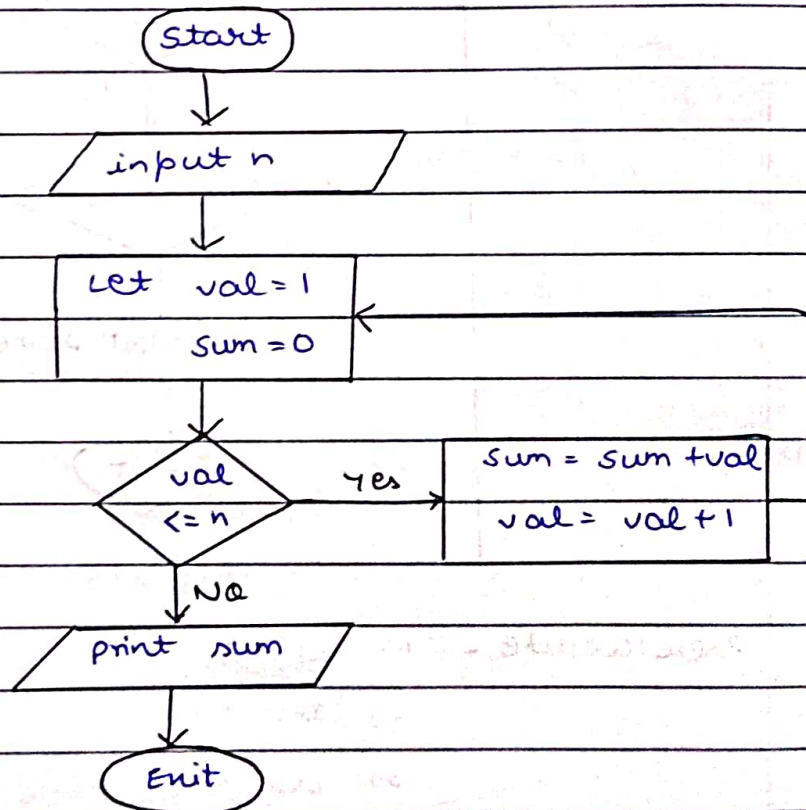 Start
input n
Let val = 1
sum = 0
val
<= n
Yes
sum = sum + val
val = val + 1
No
print sum
Exit